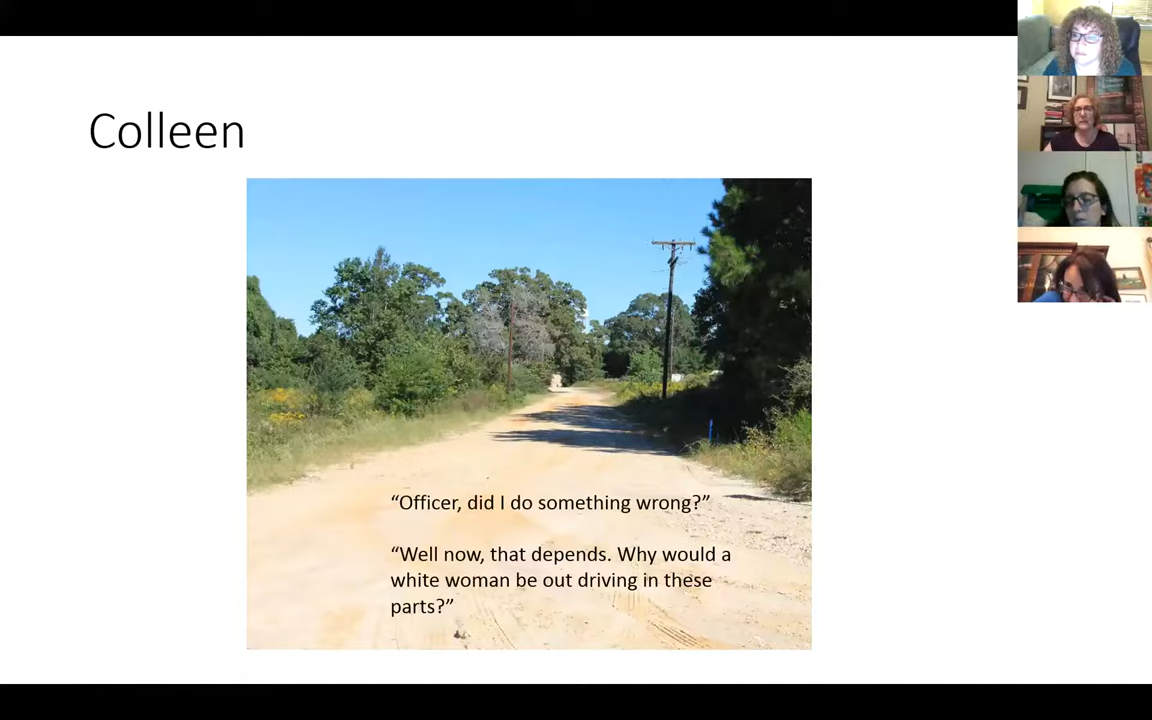 Colleen
“Officer, did I do something wrong?”
“Well now, that depends. Why would a
white woman be out driving in these
parts?”